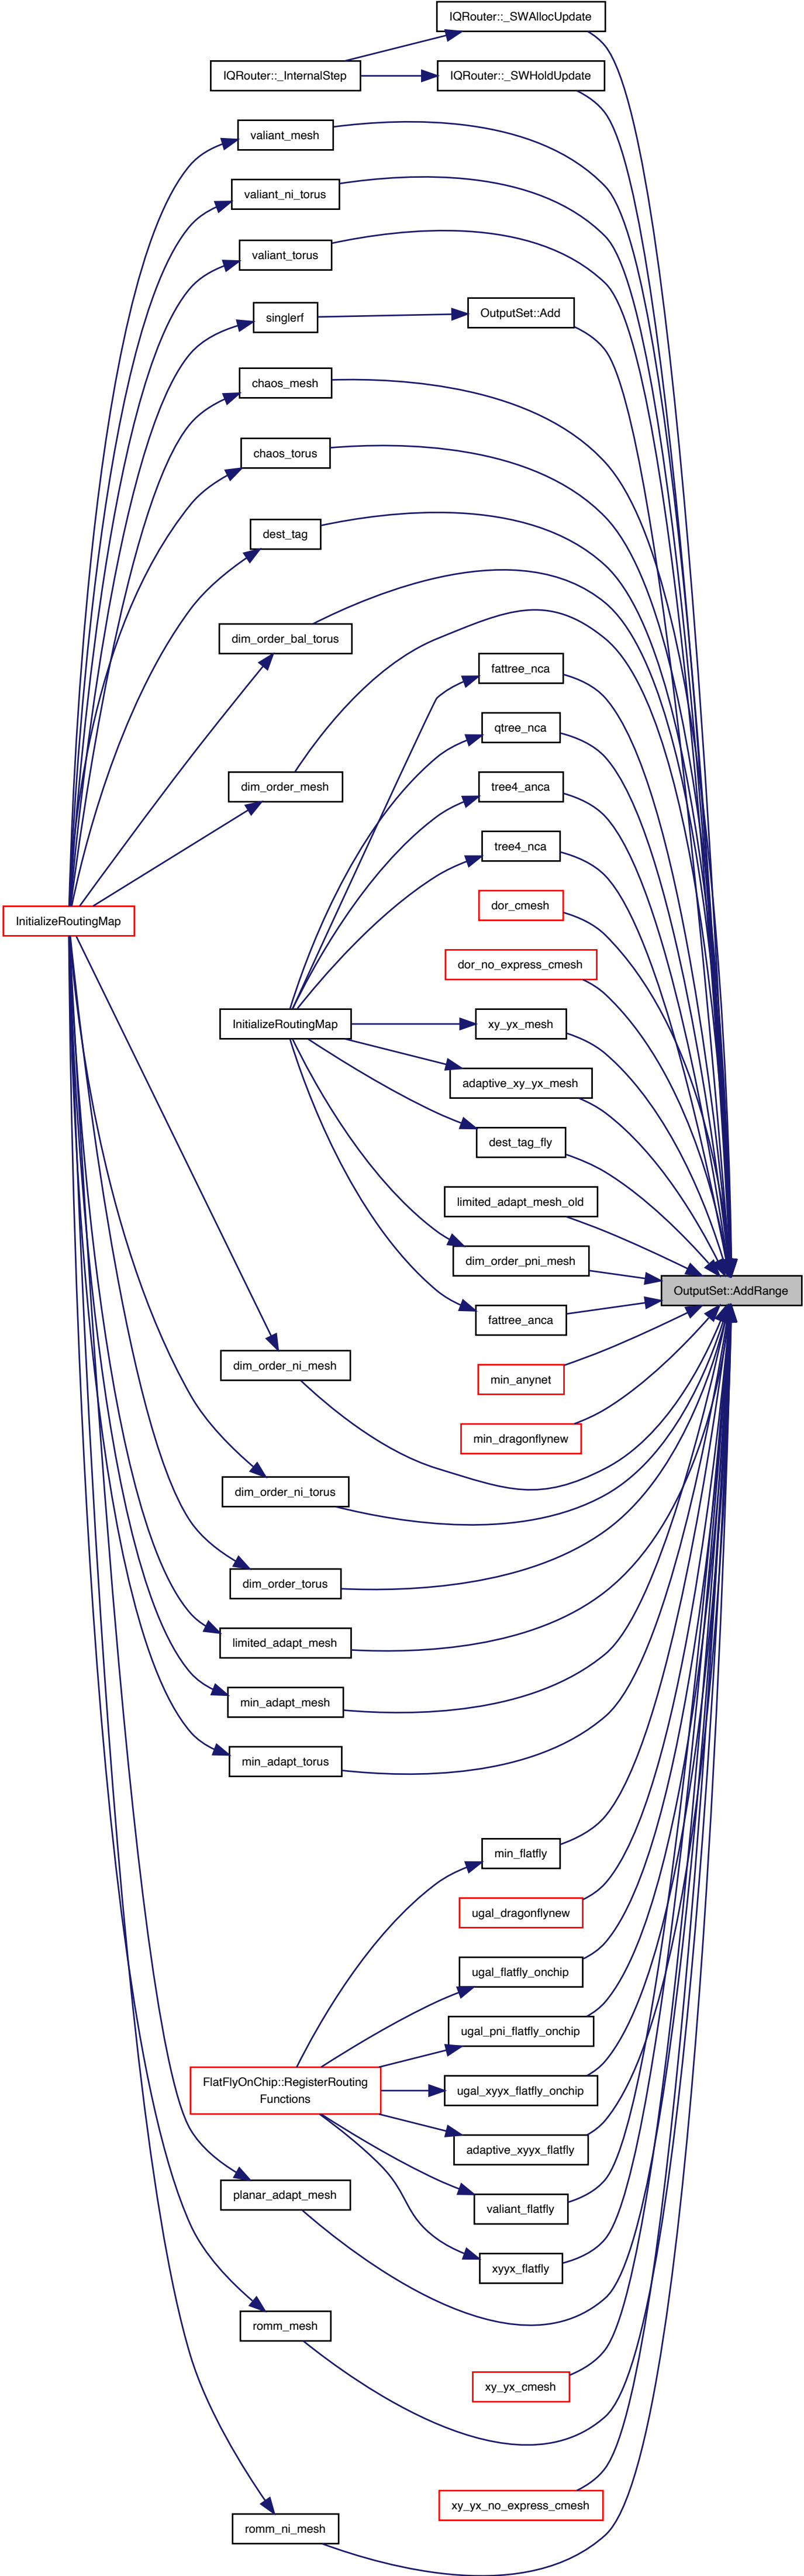 IQRouter::_SWAllocUpdate
IQRouter::_InternalStep
IQRouter::_SWHoldUpdate
valiant_mesh
valiant_ni_torus
valiant_torus
singlerf
OutputSet::Add
chaos_mesh
chaos_torus
dest_tag
dim_order_bal_torus
fattree_nca
qtree_nca
dim_order_mesh
tree4_anca
tree4_nca
dor_cmesh
InitializeRoutingMap
dor_no_express_cmesh
InitializeRoutingMap
xy_yx_mesh
adaptive_xy_yx_mesh
dest_tag_fly
limited_adapt_mesh_old
dim_order_pni_mesh
OutputSet::AddRange
fattree_anca
dim_order_ni_mesh
min_anynet
min_dragonflynew
dim_order_ni_torus
dim_order_torus
limited_adapt_mesh
min_adapt_mesh
min_adapt_torus
min_flatfly
ugal_dragonflynew
ugal_flatfly_onchip
ugal_pni_flatfly_onchip
FlatFlyOnChip::RegisterRouting
Functions
ugal_xyyx_flatfly_onchip
adaptive_xyyx_flatfly
planar_adapt_mesh
valiant_flatfly
xyyx_flatfly
romm_mesh
xy_yx_cmesh
xy_yx_no_express_cmesh
romm_ni_mesh